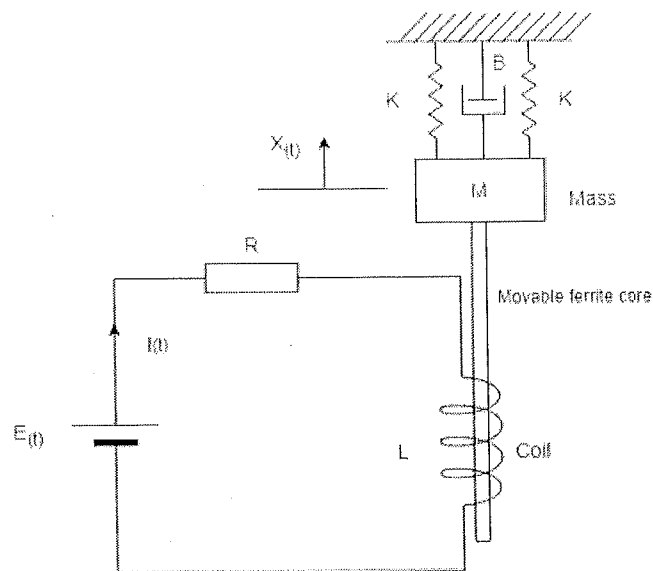 B
K
K
X(t)
M
Mass
R
Movable ferrite core
I(t)
E(t)
L
Coil